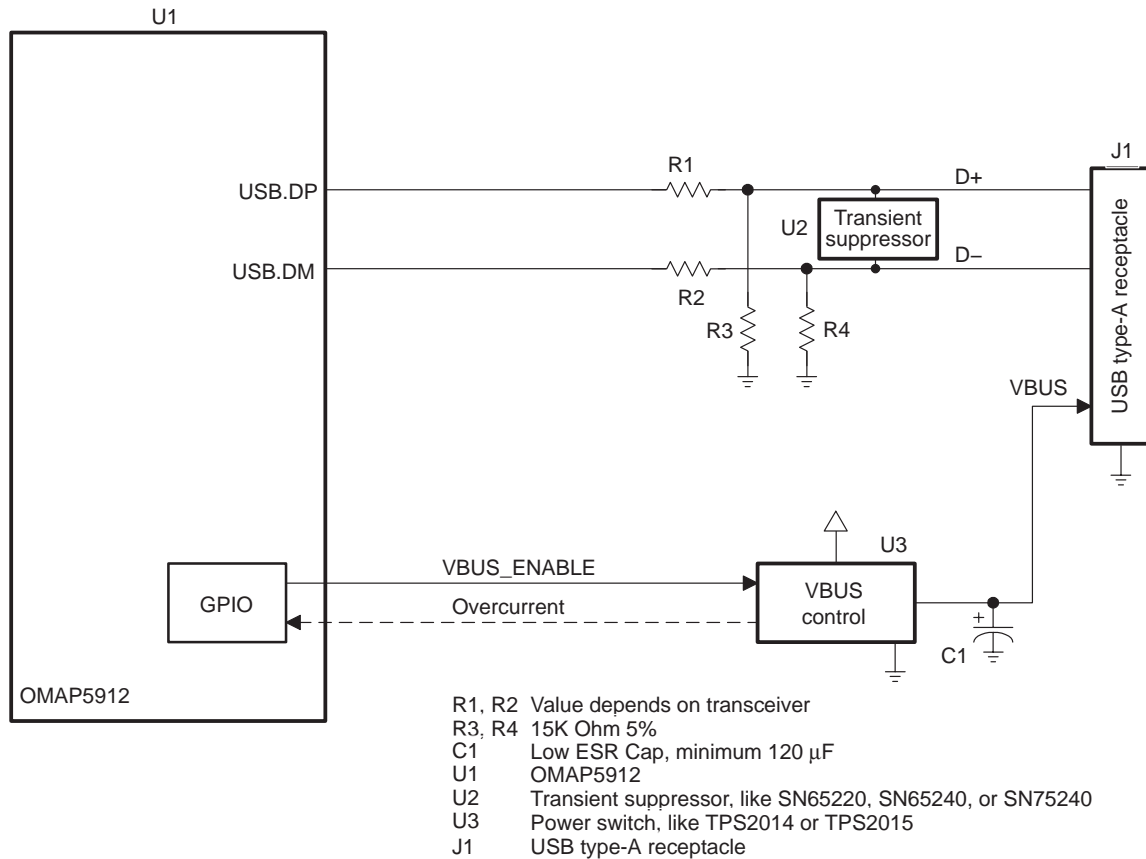 U1
J1
R1
D+
USB.DP
U2
Transient
suppressor
USB type-A receptacle
D–
USB.DM
R2
R3
R4
VBUS
U3
VBUS_ENABLE
GPIO
VBUS
control
Overcurrent
+
C1
OMAP5912
R1, R2 Value depends on transceiver
R3, R4 15K Ohm 5%
C1 Low ESR Cap, minimum 120 μF
U1 OMAP5912
U2 Transient suppressor, like SN65220, SN65240, or SN75240
U3 Power switch, like TPS2014 or TPS2015
J1 USB type-A receptacle